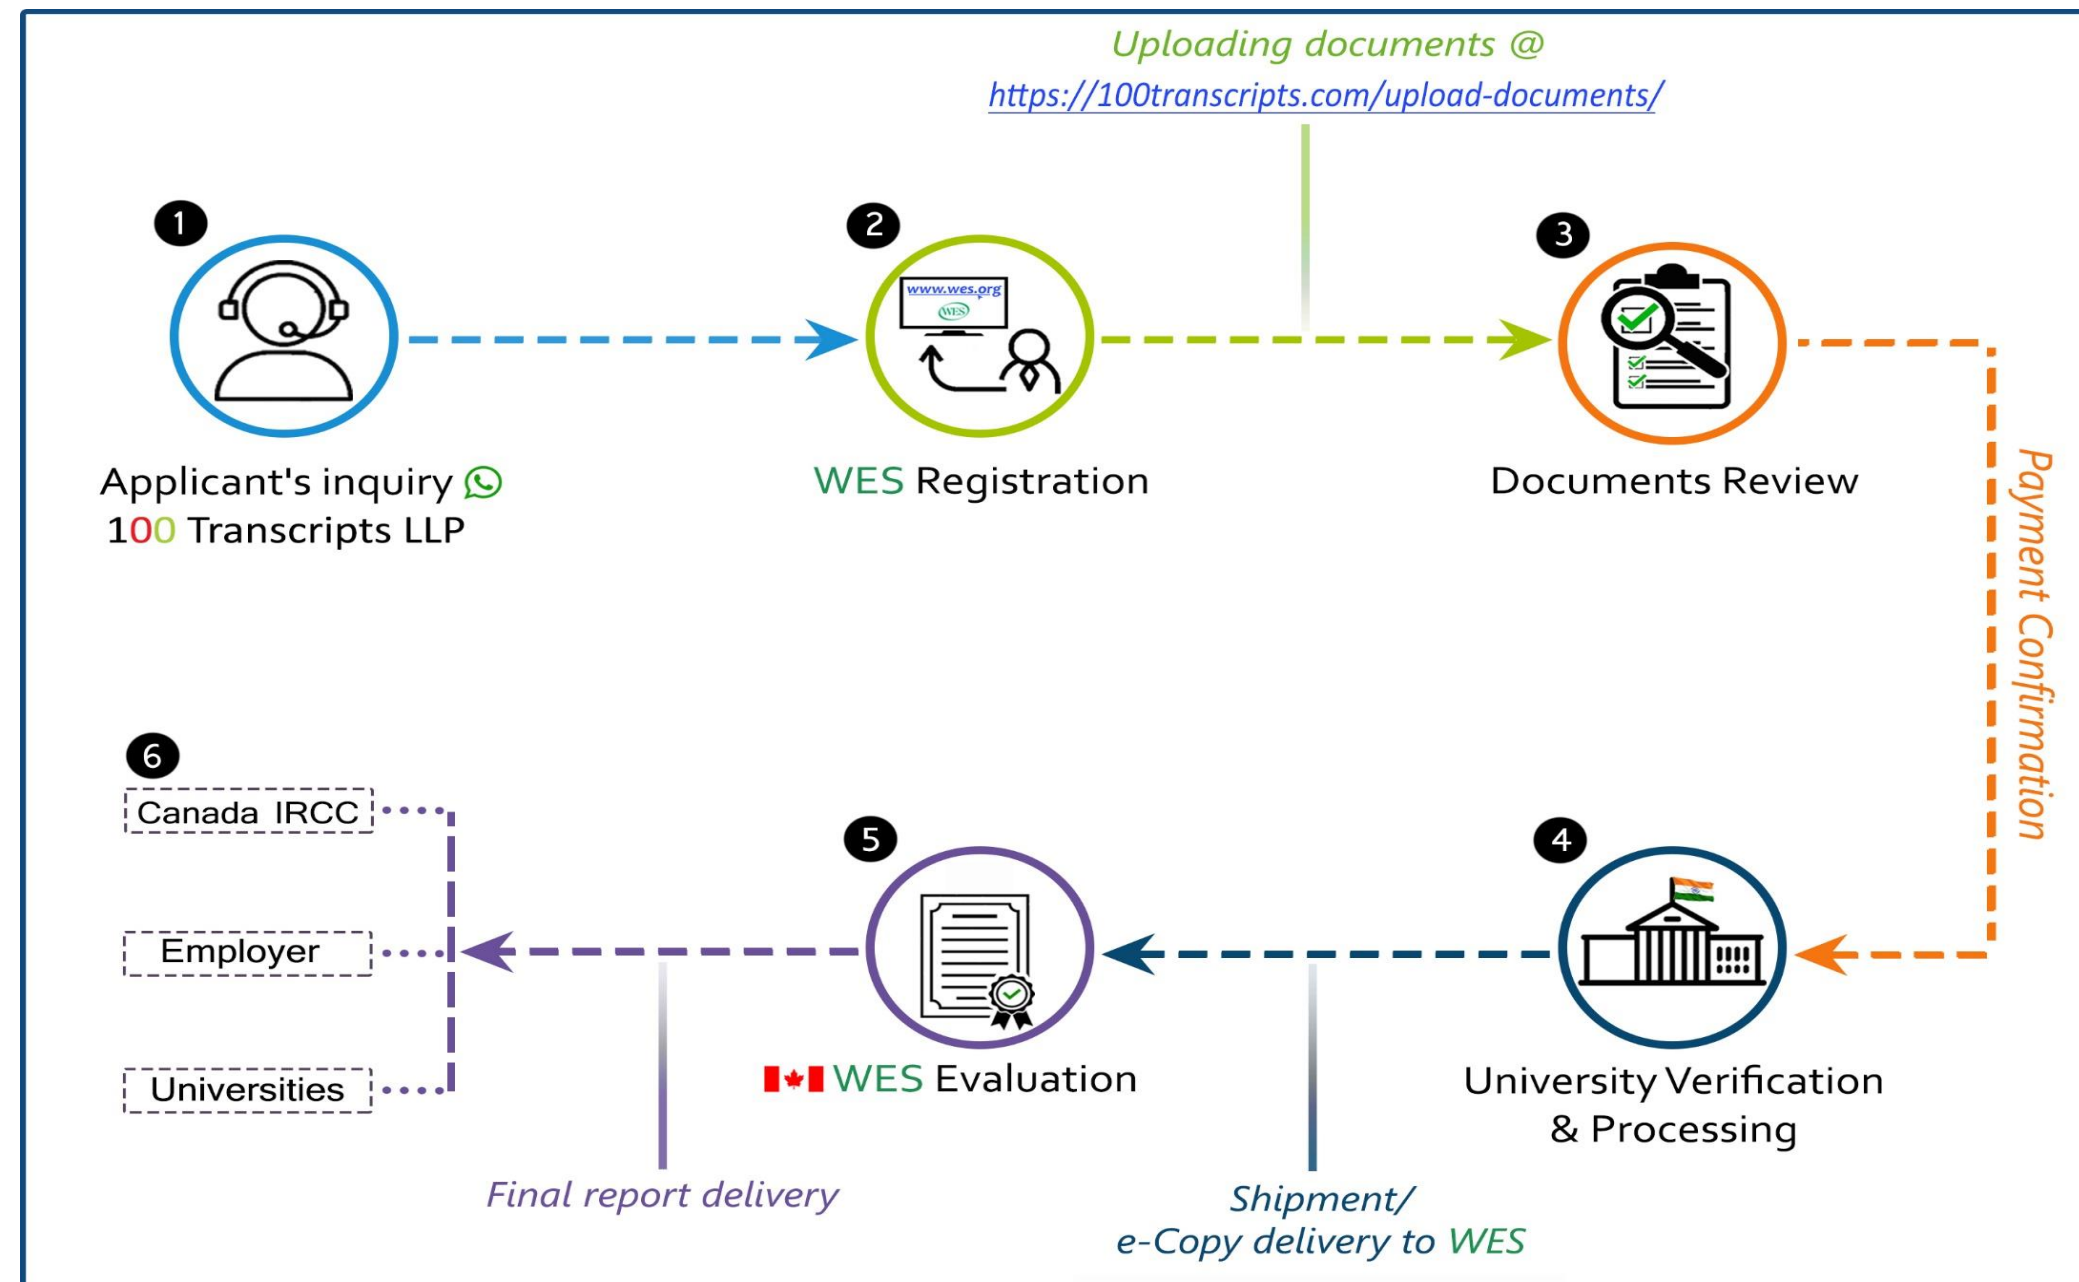 Uploading documents @
https://100transcripts.com/upload-documents/
1
2
3
www.wes.org
WES
Applicant's inquiry
100 Transcripts LLP
WES Registration
Documents Review
Payment Confirmation
6
Canada IRCC
Employer
Universities
5
4
WES Evaluation
University Verification
& Processing
Final report delivery
Shipment/
e-Copy delivery to WES